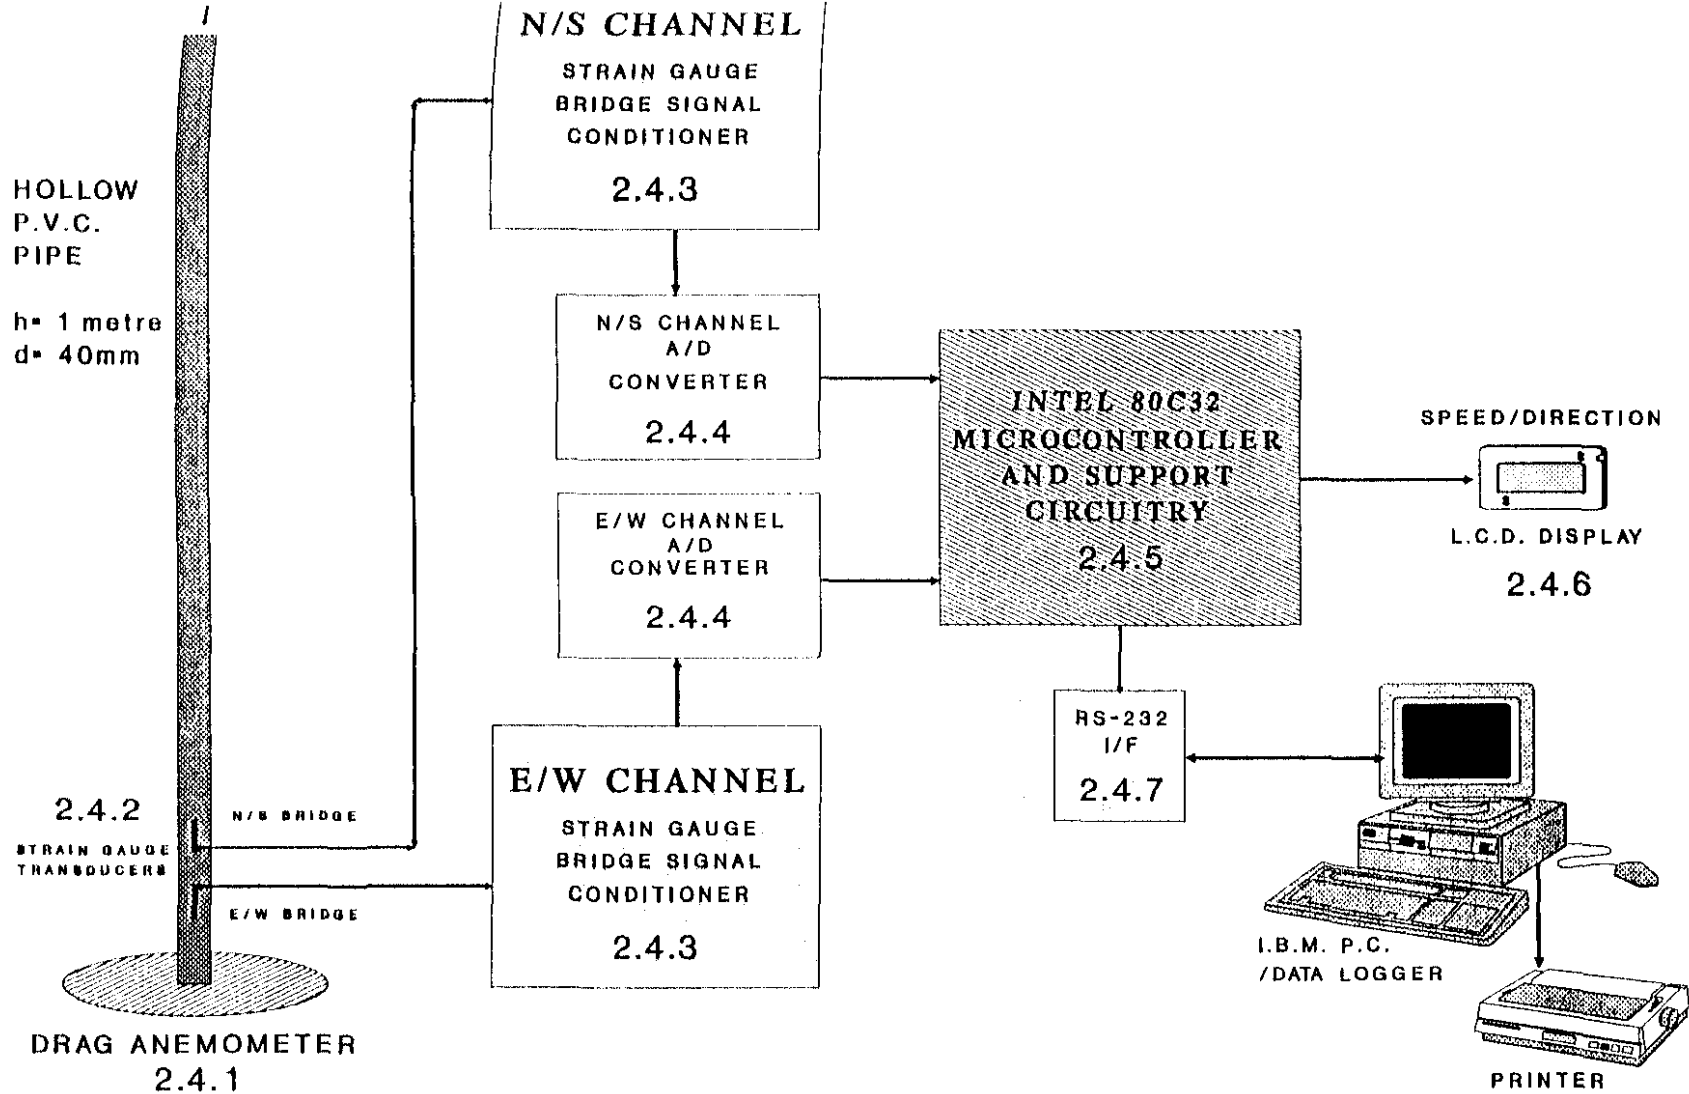 N/S CHANNEL
STRAIN GAUGE
BRIDGE SIGNAL
CONDITIONER
2.4.3
HOLLOW
P.V.C.
PIPE
h= 1 metre
d= 40mm
N/S CHANNEL
A/D
CONVERTER
2.4.4
INTEL 80C32
MICROCONTROLLER
AND SUPPORT
CIRCUITRY
2.4.5
SPEED/DIRECTION
L.C.D. DISPLAY
2.4.6
E/W CHANNEL
A/D
CONVERTER
2.4.4
RS-232
I/F
2.4.7
E/W CHANNEL
STRAIN GAUGE
BRIDGE SIGNAL
CONDITIONER
2.4.3
2.4.2
STRAIN GAUGE
TRANSDUCERS
N/S BRIDGE
E/W BRIDGE
I.B.M. P.C.
/DATA LOGGER
DRAG ANEMOMETER
2.4.1
PRINTER